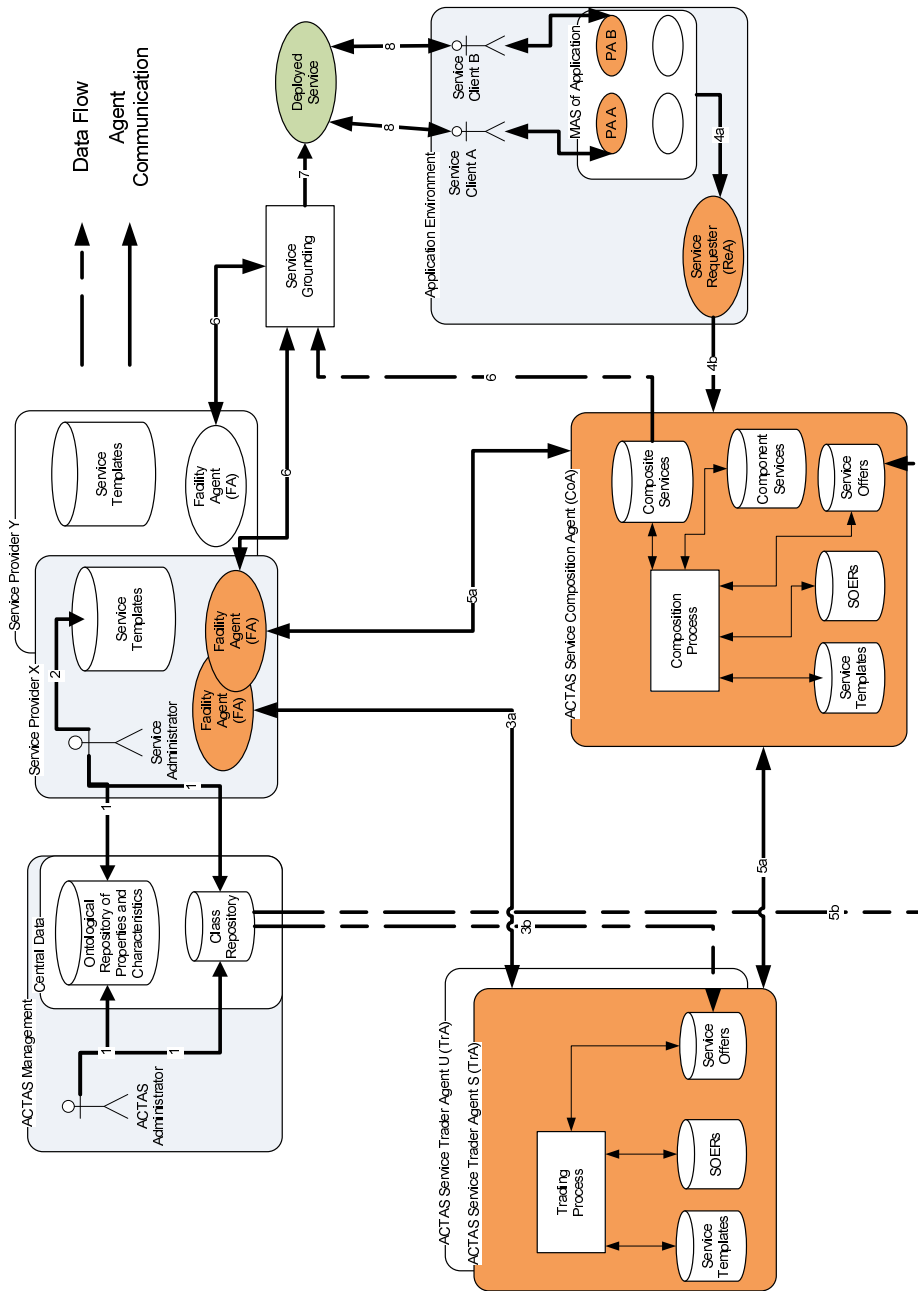 ACTAS Management
Central Data
ACTAS
Administrator
Ontological
Repository of
Properties and
Characteristics
Class
Repository
1
1
1
1
Service Provider X
Service
Administrator
2
Service
Templates
Facility
Agent
(FA)
Facility
Agent
(FA)
Service Provider Y
Service
Templates
Facility
Agent
(FA)
6
6
6
Service
Grounding
7
Deployed
Service
8
8
Data Flow
Agent
Communication
ACTAS Service Trader Agent U (TrA)
ACTAS Service Trader Agent S (TrA)
Trading
Process
Service
Templates
SOERs
Service
Offers
3a
3b
5a
5a
5b
ACTAS Service Composition Agent (CoA)
Composition
Process
Composite
Services
Component
Services
Service
Templates
SOERs
Service
Offers
4b
Application Environment
Service
Client A
Service
Client B
MAS of Application
PA A
PA B
4a
Service
Requester
(ReA)